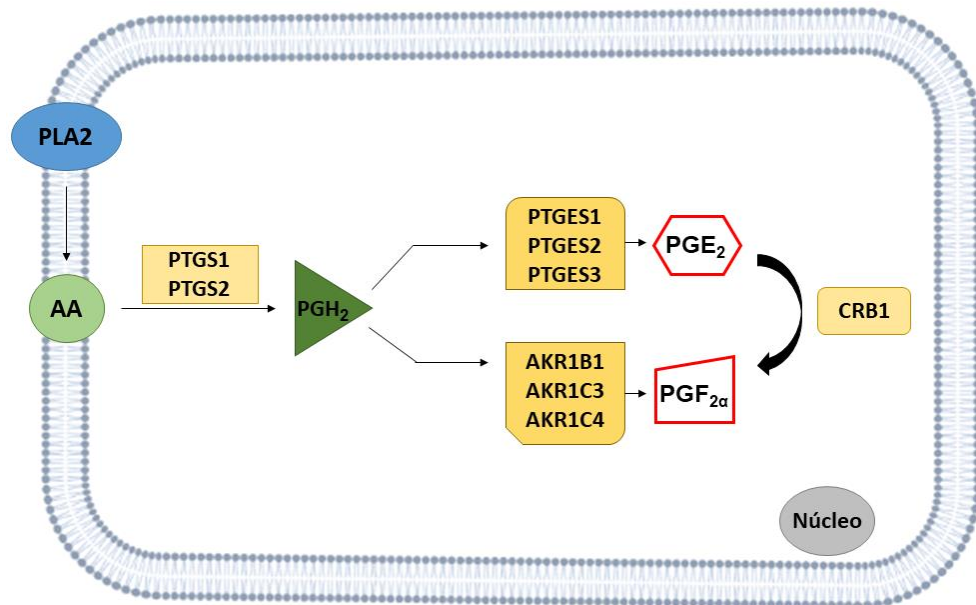 PLA2
AA
PTGS1
PTGS2
PGH₂
PTGES1
PTGES2
PTGES3
PGE₂
CRB1
AKR1B1
AKR1C3
AKR1C4
PGF₂α
Núcleo